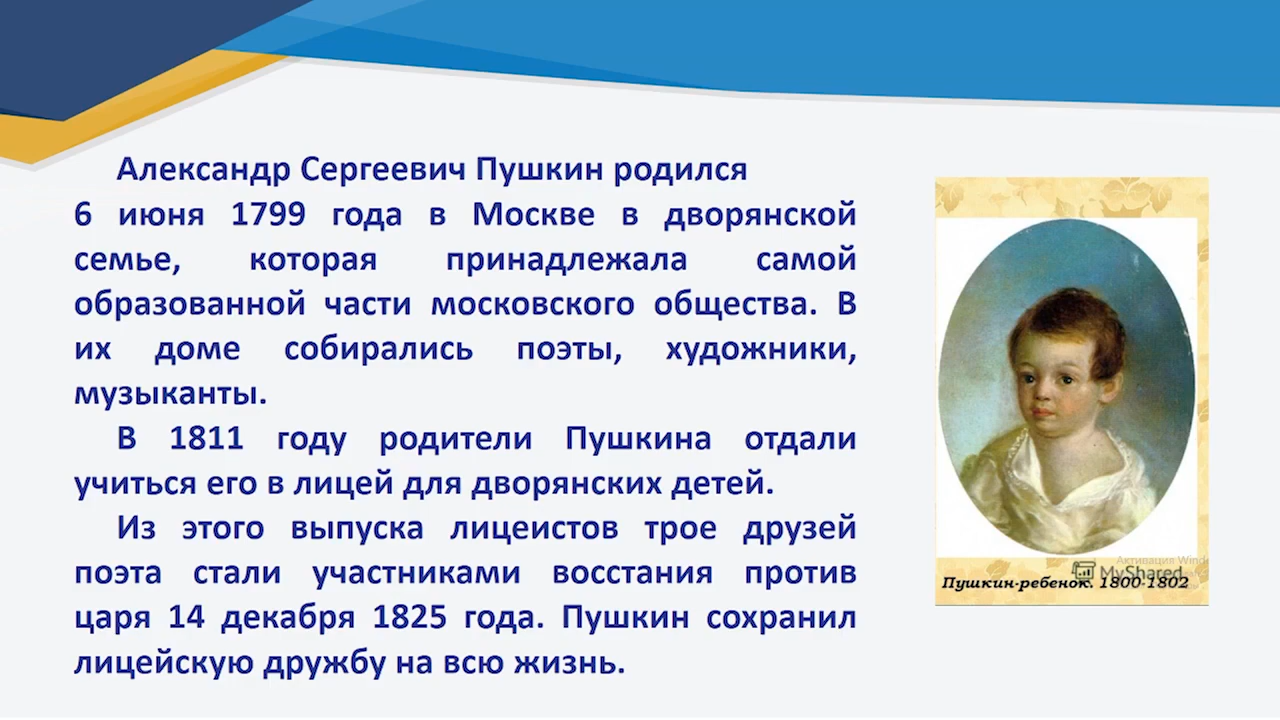 Александр Сергеевич Пушкин родился
6 июня 1799 года в Москве в дворянской
семье, которая принадлежала самой
образованной части московского общества. В
их доме собирались поэты, художники,
музыканты.
В 1811 году родители Пушкина отдали
учиться его в лицей для дворянских детей.
Из этого выпуска лицеистов трое друзей
поэта стали участниками восстания против
царя 14 декабря 1825 года. Пушкин сохранил
лицейскую дружбу на всю жизнь.
Активация Windo
MyShared
Пушкин-ребенок. 1800-1802